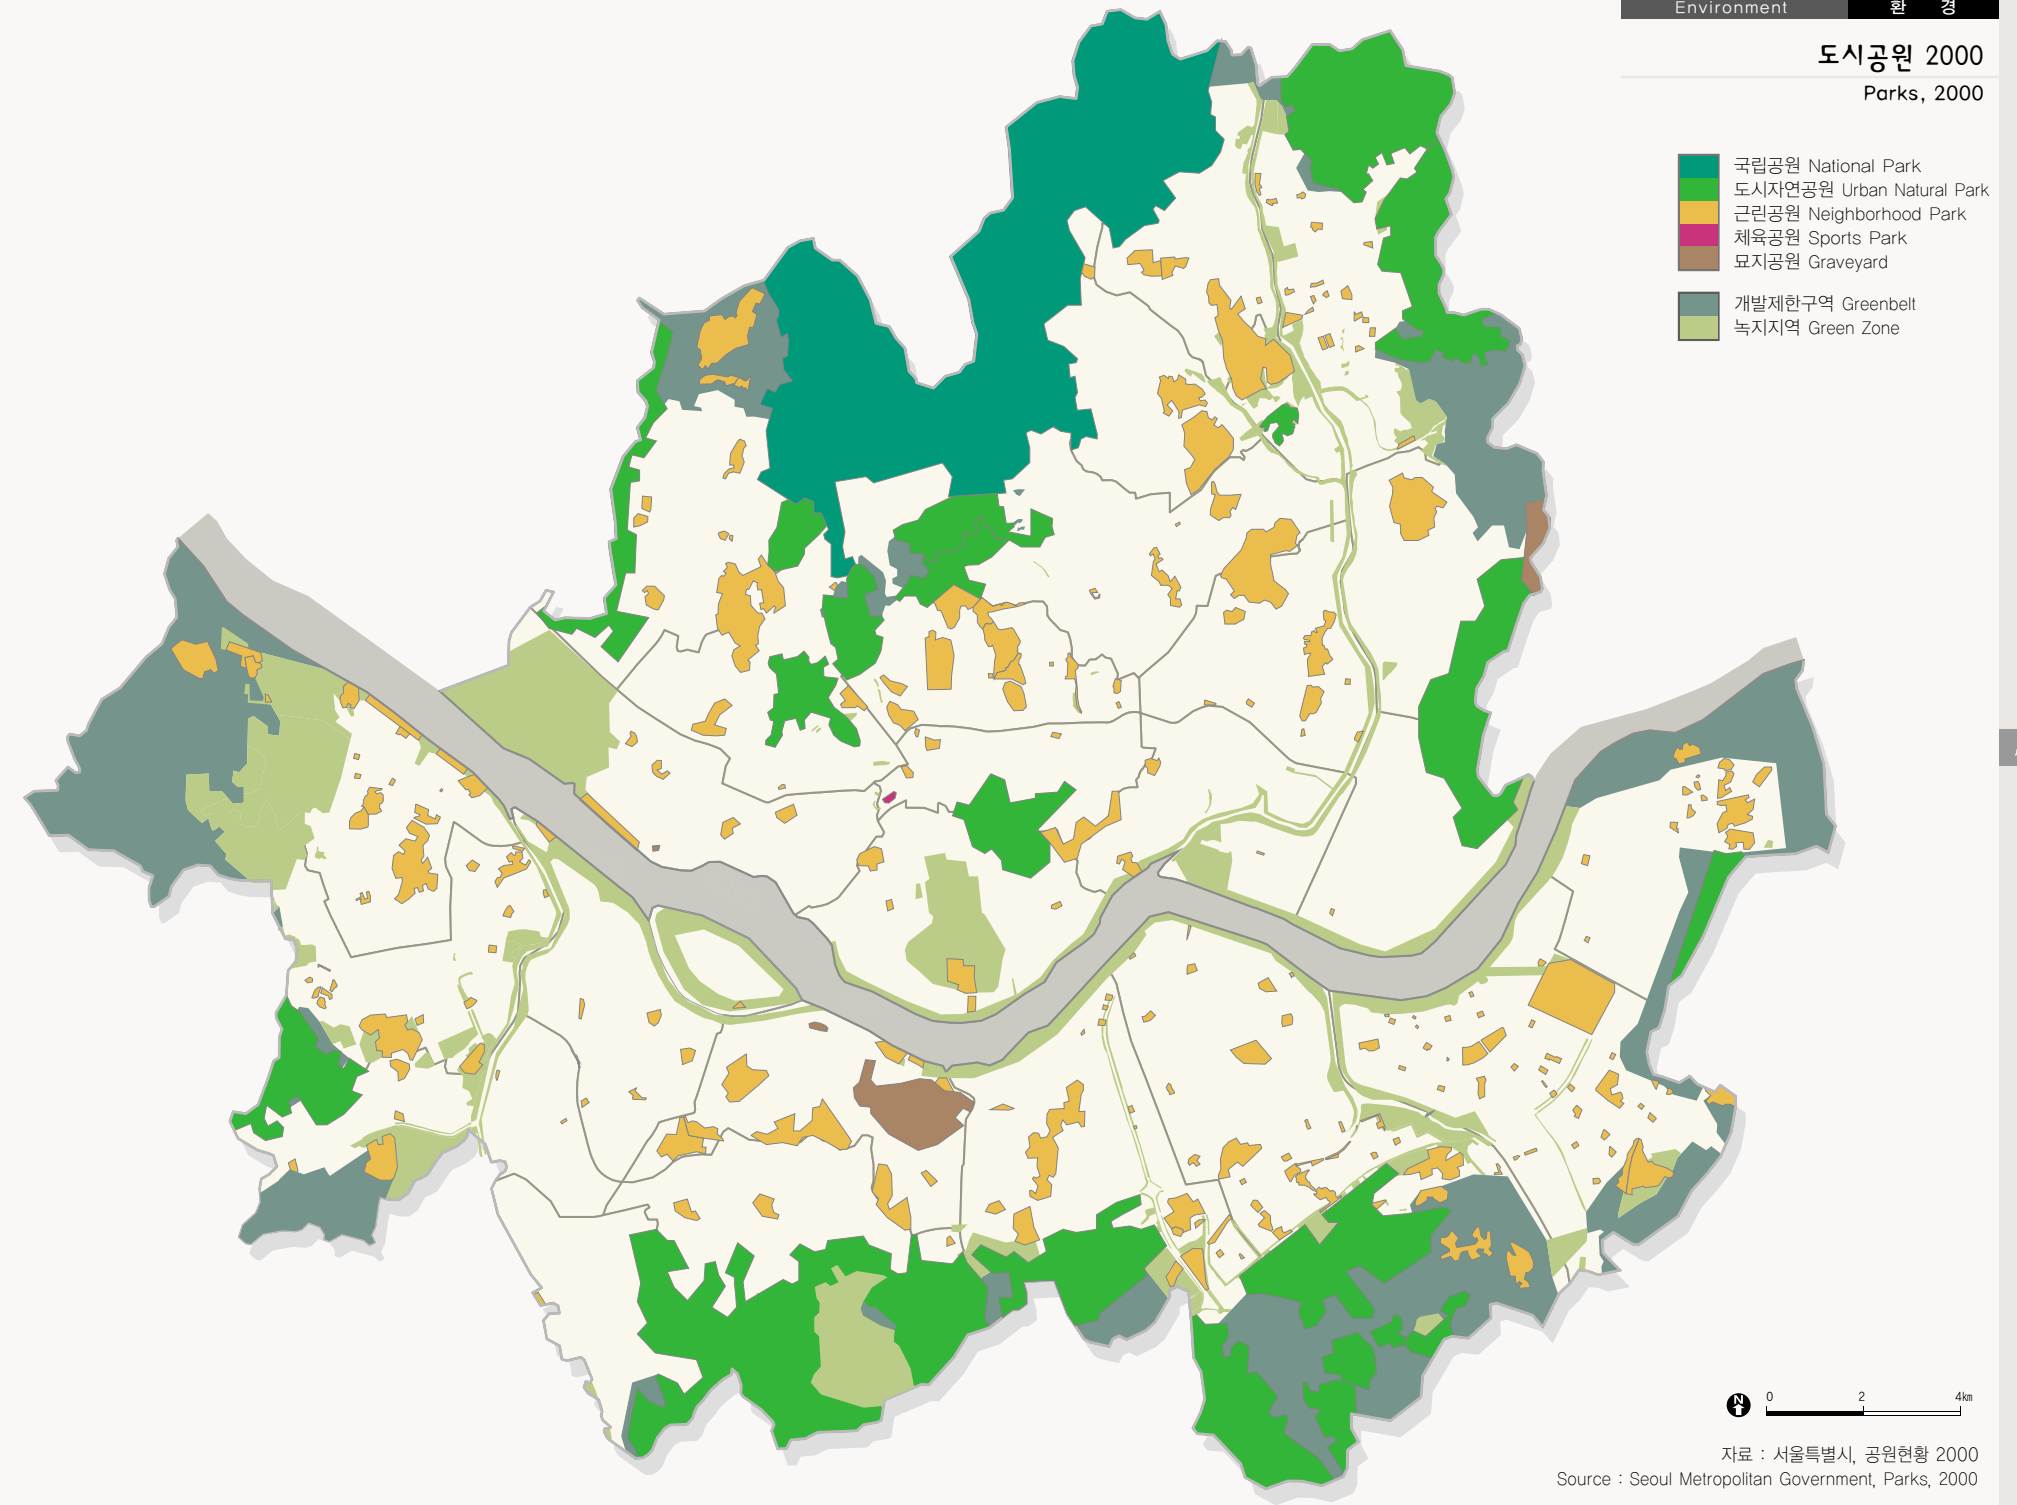 Environment 환 경
도시공원 2000
Parks, 2000
국립공원 National Park
도시자연공원 Urban Natural Park
근린공원 Neighborhood Park
체육공원 Sports Park
묘지공원 Graveyard
개발제한구역 Greenbelt
녹지지역 Green Zone
N 0 2 4km
자료 : 서울특별시, 공원현황 2000
Source : Seoul Metropolitan Government, Parks, 2000